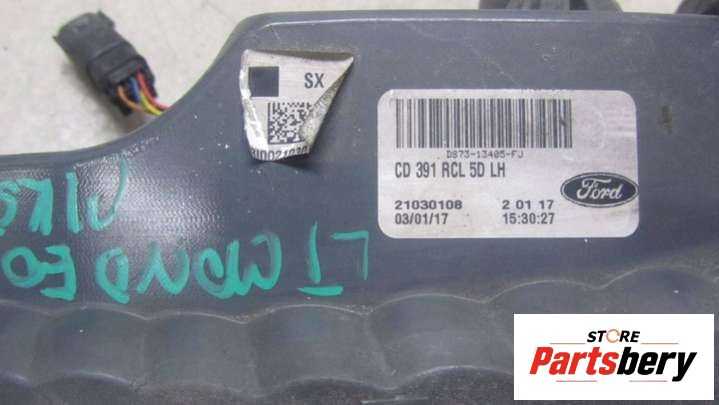 SX
DS73-13405-FJ
CD 391 RCL 5D LH
Ford
21030108 2 01 17
03/01/17 15:30:27
LT MONDEO
STORE
Partsbery